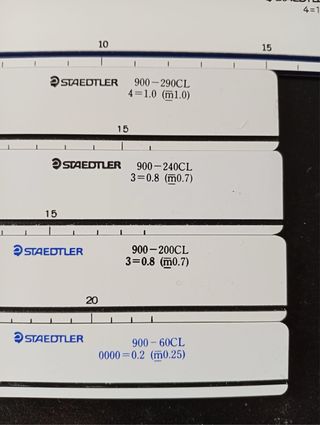 4=1
10 15
STAEDTLER 900-290CL
4=1.0 (m1.0)
15
STAEDTLER 900-240CL
3=0.8 (m0.7)
15
STAEDTLER 900-200CL
3=0.8 (m0.7)
20
STAEDTLER 900-60CL
0000=0.2 (m0.25)